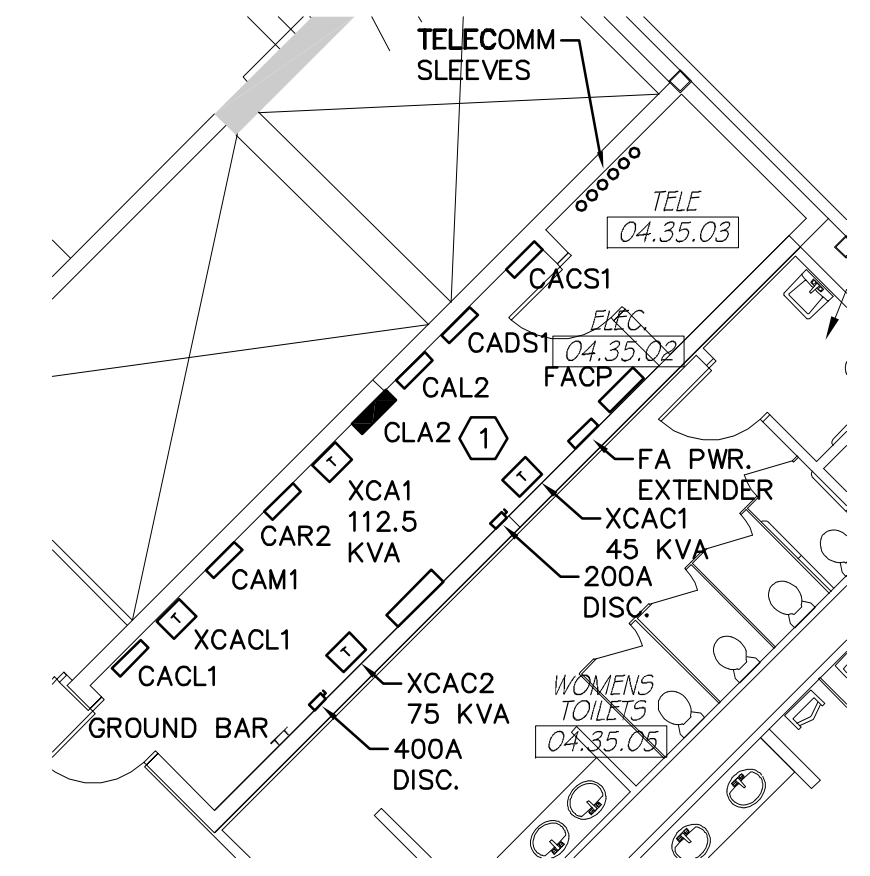 TELECOMM
SLEEVES
TELE
04.35.03
CACS1
ELEC.
04.35.02
CADS1
FACP
CAL2
CLA2
1
FA PWR.
EXTENDER
T
T
XCA1
112.5
KVA
XCAC1
45 KVA
CAR2
CAM1
200A
DISC.
T
XCACL1
T
CACL1
XCAC2
75 KVA
WOMENS
TOILETS
04.35.05
GROUND BAR
400A
DISC.